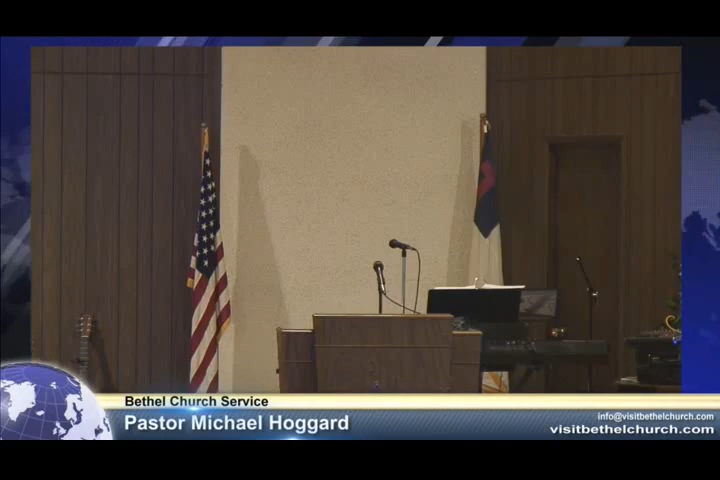 Bethel Church Service
Pastor Michael Hoggard
info@visitbethelchurch.com
visitbethelchurch.com